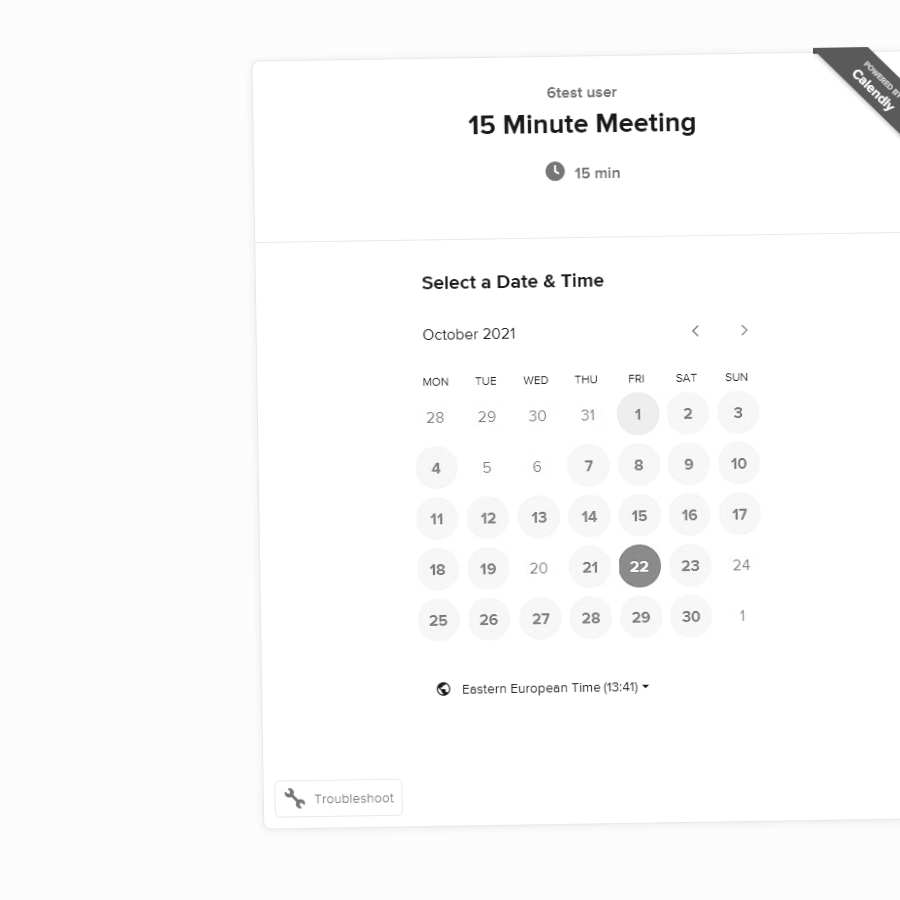 POWERED BY
Calendly
6test user
15 Minute Meeting
15 min
Select a Date & Time
October 2021
MON TUE WED THU FRI SAT SUN
28 29 30 31 1 2 3
4 5 6 7 8 9 10
11 12 13 14 15 16 17
18 19 20 21 22 23 24
25 26 27 28 29 30 1
Eastern European Time (13:41)
Troubleshoot